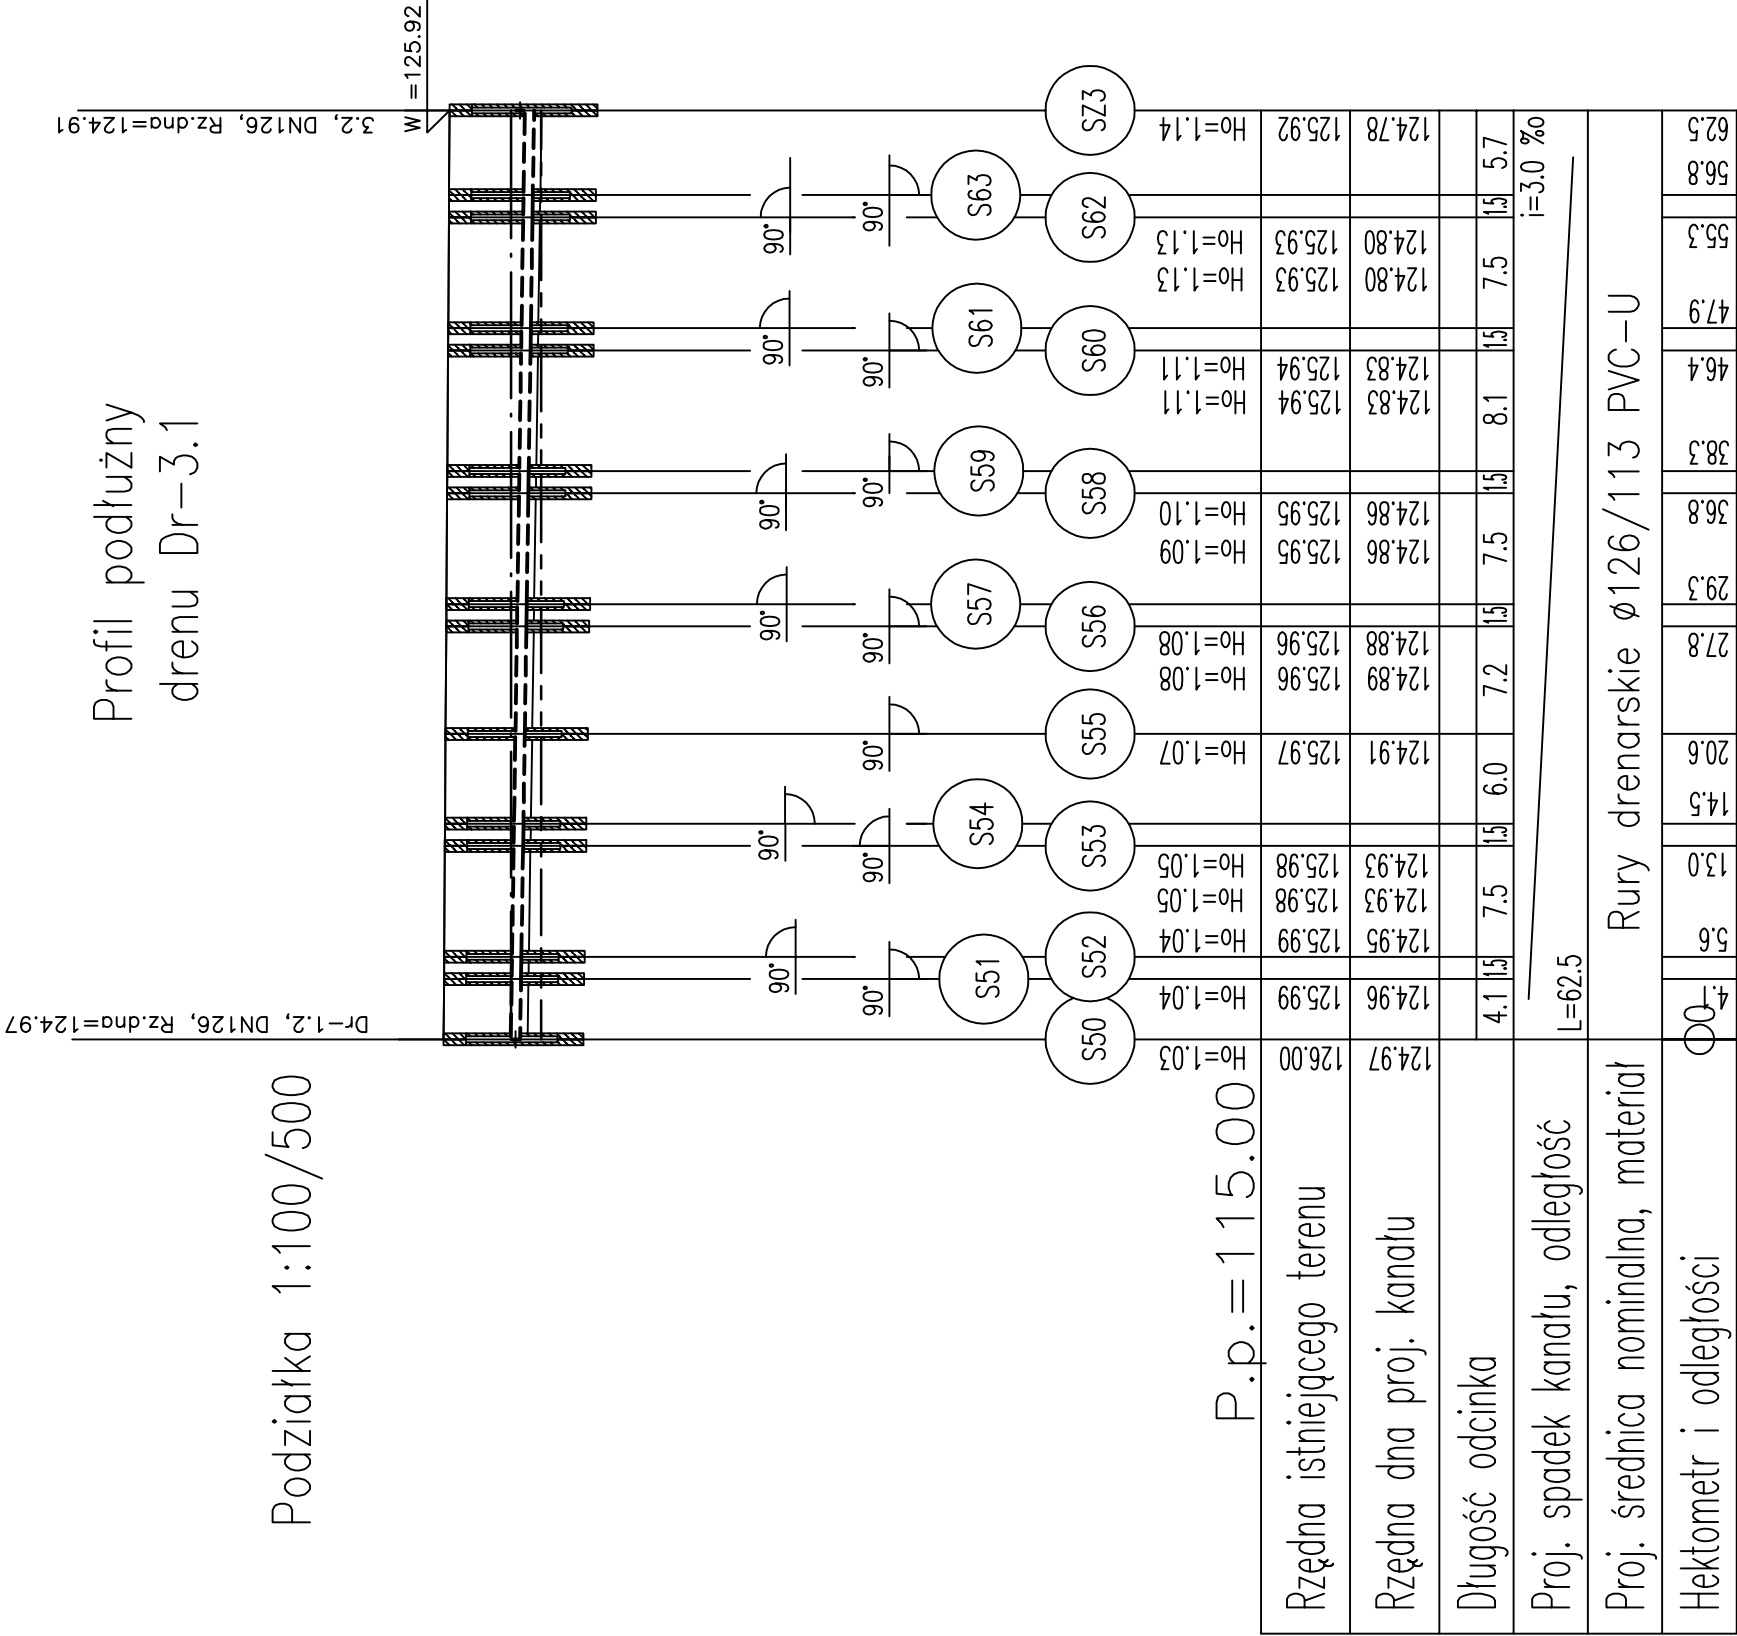 Profil podłużny
drenu Dr-3.1
Podziałka 1:100/500
Dr-1.2, DN126, Rz.dna=124.97
3.2, DN126, Rz.dna=124.91
W =125.92
90° 90° 90° 90° 90° 90°
90° 90° 90° 90° 90° 90° 90°
S51 S54 S57 S59 S61 S63
S50 S52 S53 S55 S56 S58 S60 S62 SZ3
Ho=1.03 Ho=1.04 Ho=1.04 Ho=1.05 Ho=1.05 Ho=1.07 Ho=1.08 Ho=1.08 Ho=1.09 Ho=1.10 Ho=1.11 Ho=1.11 Ho=1.13 Ho=1.13 Ho=1.14
P.p.=115.00
Rzędna istniejącego terenu 126.00 125.99 125.99 125.98 125.98 125.97 125.96 125.96 125.95 125.95 125.94 125.94 125.93 125.93 125.92
Rzędna dna proj. kanału 124.97 124.96 124.95 124.93 124.93 124.91 124.89 124.88 124.86 124.86 124.83 124.83 124.80 124.80 124.78
Długość odcinka 4.1 1.5 7.5 1.5 6.0 7.2 1.5 7.5 1.5 8.1 1.5 7.5 1.5 5.7
Proj. spadek kanału, odległość L=62.5 i=3.0 ‰
Proj. średnica nominalna, materiał Rury drenarskie ø126/113 PVC-U
Hektometr i odległości 0 4.1 5.6 13.0 14.5 20.6 27.8 29.3 36.8 38.3 46.4 47.9 55.3 56.8 62.5